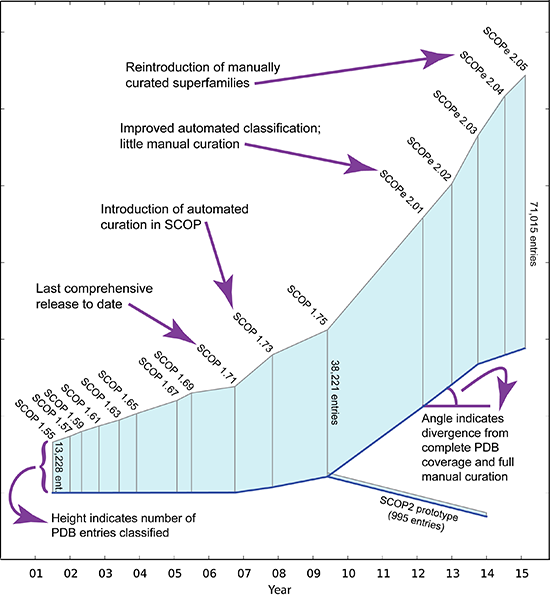 Reintroduction of manually
curated superfamilies
Improved automated classification;
little manual curation
Introduction of automated
curation in SCOP
Last comprehensive
release to date
SCOP 1.55
SCOP 1.57
SCOP 1.59
SCOP 1.61
SCOP 1.63
SCOP 1.65
SCOP 1.67
SCOP 1.69
SCOP 1.71
SCOP 1.73
SCOP 1.75
SCOPe 2.01
SCOPe 2.02
SCOPe 2.03
SCOPe 2.04
SCOPe 2.05
13,228 ent.
38,221 entries
71,015 entries
Height indicates number of
PDB entries classified
Angle indicates
divergence from
complete PDB
coverage and full
manual curation
SCOP2 prototype
(995 entries)
01 02 03 04 05 06 07 08 09 10 11 12 13 14 15
Year